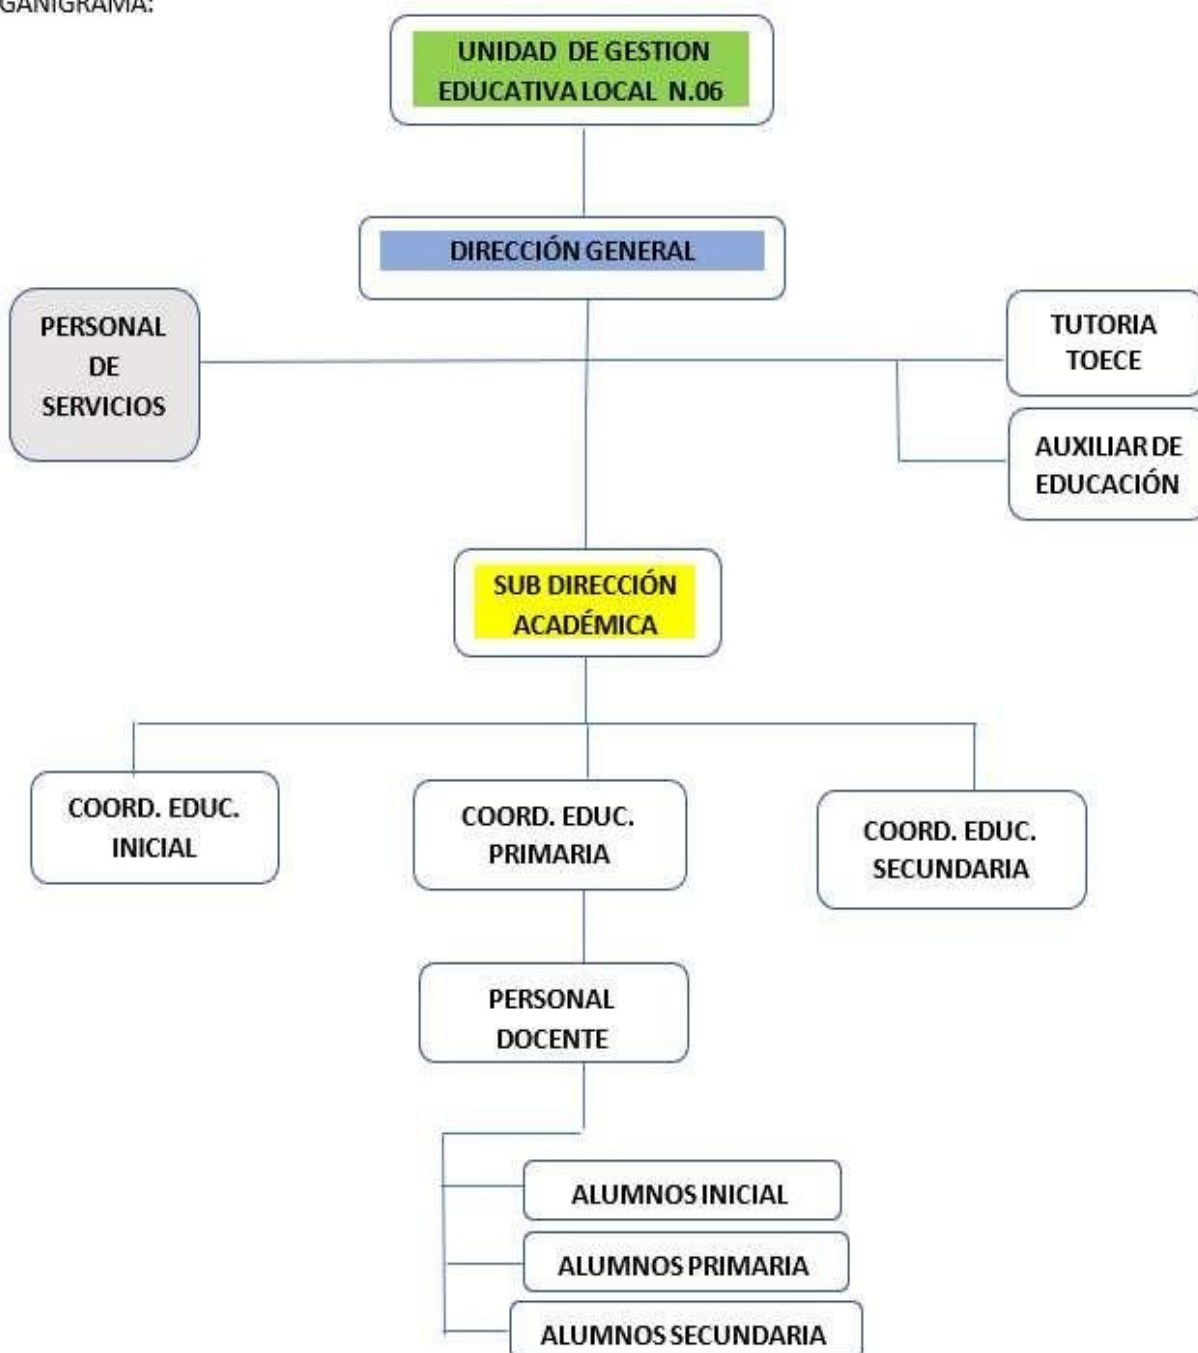 GANIGRAMA:
UNIDAD DE GESTION
EDUCATIVA LOCAL N.06
DIRECCIÓN GENERAL
PERSONAL
DE
SERVICIOS
TUTORIA
TOECE
AUXILIAR DE
EDUCACIÓN
SUB DIRECCIÓN
ACADÉMICA
COORD. EDUC.
INICIAL
COORD. EDUC.
PRIMARIA
COORD. EDUC.
SECUNDARIA
PERSONAL
DOCENTE
ALUMNOS INICIAL
ALUMNOS PRIMARIA
ALUMNOS SECUNDARIA